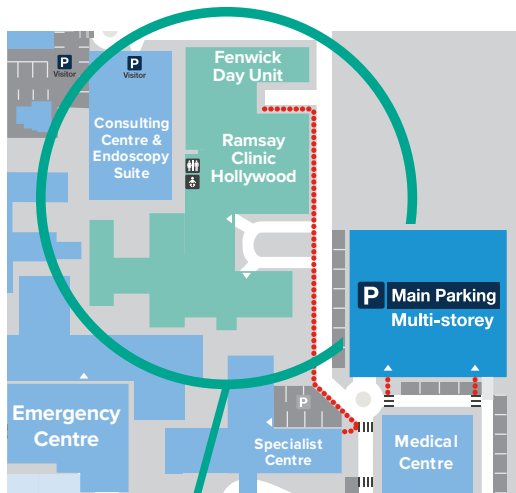 P
Visitor
P
Visitor
Fenwick
Day Unit
Consulting
Centre &
Endoscopy
Suite
Ramsay
Clinic
Hollywood
P Main Parking
Multi-storey
P
Emergency
Centre
Specialist
Centre
Medical
Centre